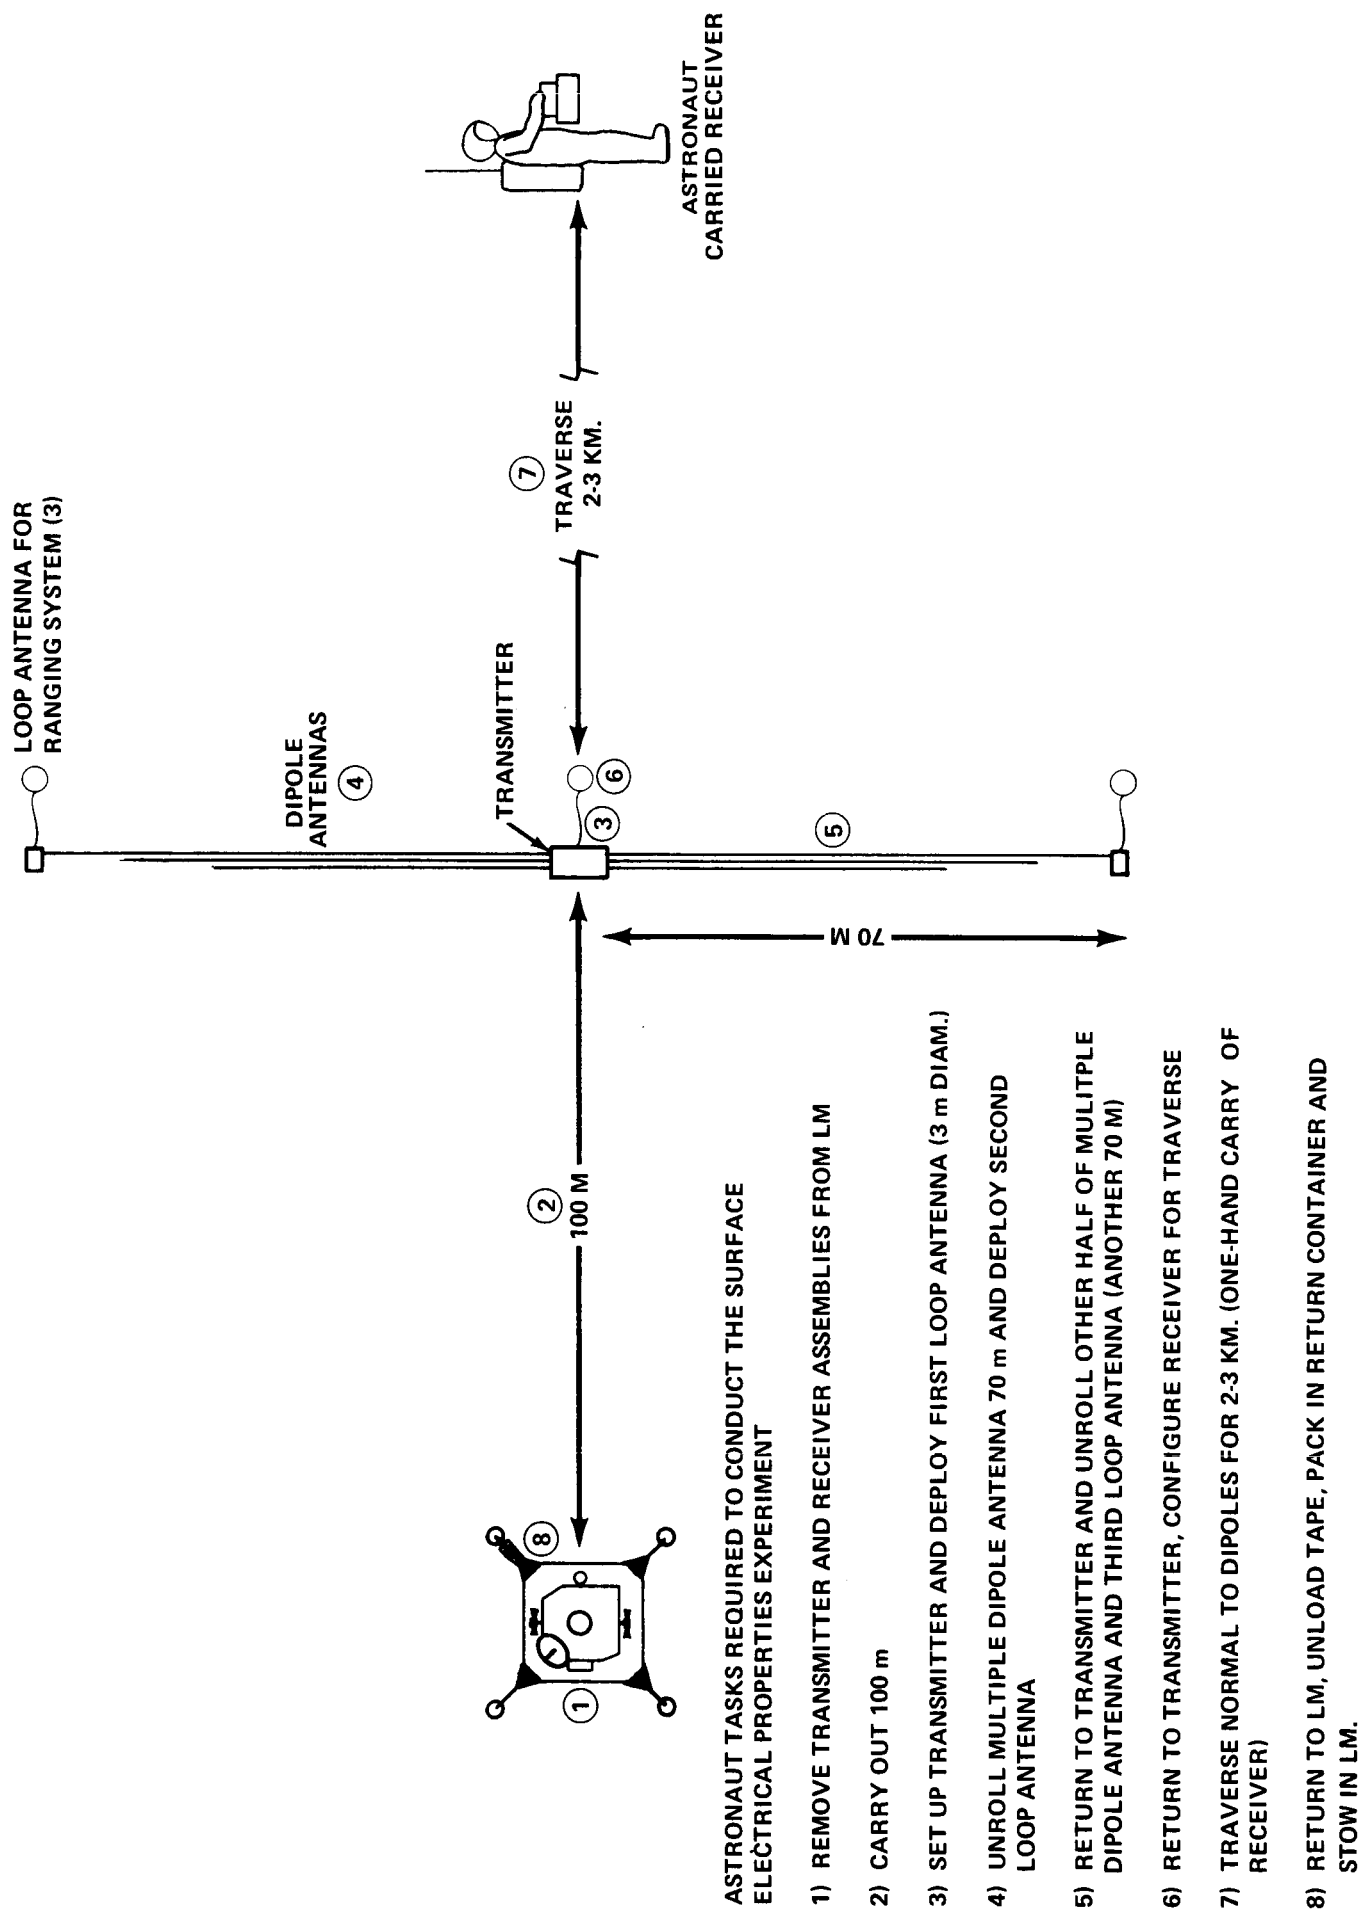 LOOP ANTENNA FOR
RANGING SYSTEM (3)
DIPOLE
ANTENNAS
4
TRANSMITTER
3
6
5
7
TRAVERSE
2-3 KM.
ASTRONAUT
CARRIED RECEIVER
2
100 M
70 M
1
8
ASTRONAUT TASKS REQUIRED TO CONDUCT THE SURFACE
ELECTRICAL PROPERTIES EXPERIMENT
1) REMOVE TRANSMITTER AND RECEIVER ASSEMBLIES FROM LM
2) CARRY OUT 100 m
3) SET UP TRANSMITTER AND DEPLOY FIRST LOOP ANTENNA (3 m DIAM.)
4) UNROLL MULTIPLE DIPOLE ANTENNA 70 m AND DEPLOY SECOND
LOOP ANTENNA
5) RETURN TO TRANSMITTER AND UNROLL OTHER HALF OF MULITPLE
DIPOLE ANTENNA AND THIRD LOOP ANTENNA (ANOTHER 70 M)
6) RETURN TO TRANSMITTER, CONFIGURE RECEIVER FOR TRAVERSE
7) TRAVERSE NORMAL TO DIPOLES FOR 2-3 KM. (ONE-HAND CARRY OF
RECEIVER)
8) RETURN TO LM, UNLOAD TAPE, PACK IN RETURN CONTAINER AND
STOW IN LM.